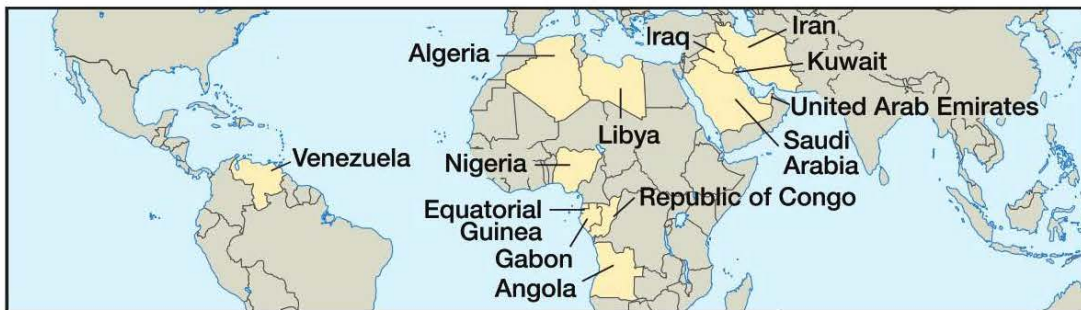 Algeria
Iraq
Iran
Kuwait
United Arab Emirates
Saudi
Arabia
Libya
Venezuela
Nigeria
Republic of Congo
Equatorial
Guinea
Gabon
Angola